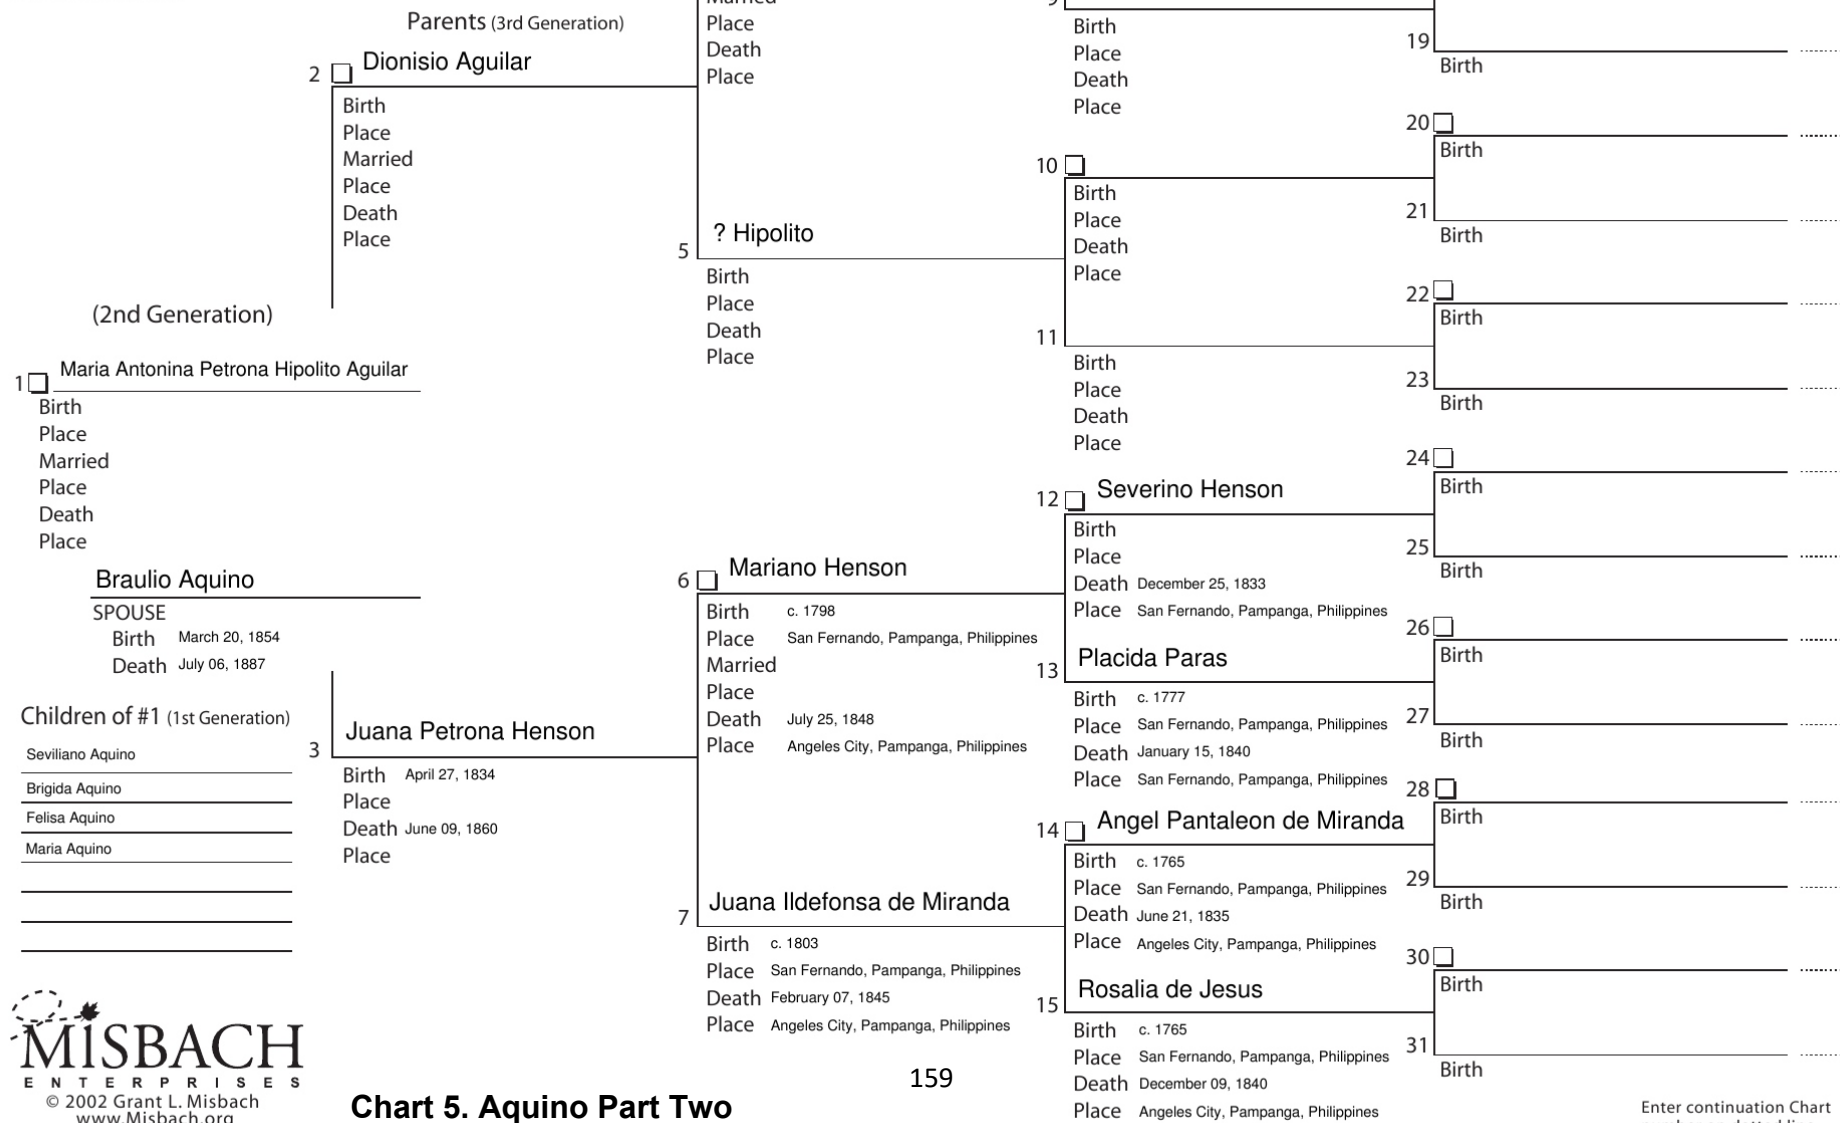 Parents (3rd Generation)
2 Dionisio Aguilar
Birth
Place
Married
Place
Death
Place
(2nd Generation)
1 Maria Antonina Petrona Hipolito Aguilar
Birth
Place
Married
Place
Death
Place
Braulio Aquino
SPOUSE
Birth March 20, 1854
Death July 06, 1887
Children of #1 (1st Generation)
Seviliano Aquino
Brigida Aquino
Felisa Aquino
Maria Aquino
3 Juana Petrona Henson
Birth April 27, 1834
Place
Death June 09, 1860
Place
Married
Place
Death
Place
5 ? Hipolito
Birth
Place
Death
Place
6 Mariano Henson
Birth c. 1798
Place San Fernando, Pampanga, Philippines
Married
Place
Death July 25, 1848
Place Angeles City, Pampanga, Philippines
7 Juana Ildefonsa de Miranda
Birth c. 1803
Place San Fernando, Pampanga, Philippines
Death February 07, 1845
Place Angeles City, Pampanga, Philippines
9
Birth
Place
Death
Place
10
Birth
Place
Death
Place
11
Birth
Place
Death
Place
12 Severino Henson
Birth
Place
Death December 25, 1833
Place San Fernando, Pampanga, Philippines
13 Placida Paras
Birth c. 1777
Place San Fernando, Pampanga, Philippines
Death January 15, 1840
Place San Fernando, Pampanga, Philippines
14 Angel Pantaleon de Miranda
Birth c. 1765
Place San Fernando, Pampanga, Philippines
Death June 21, 1835
Place Angeles City, Pampanga, Philippines
15 Rosalia de Jesus
Birth c. 1765
Place San Fernando, Pampanga, Philippines
Death December 09, 1840
Place Angeles City, Pampanga, Philippines
19
Birth
20
Birth
21
Birth
22
Birth
23
Birth
24
Birth
25
Birth
26
Birth
27
Birth
28
Birth
29
Birth
30
Birth
31
Birth
MISBACH
ENTERPRISES
© 2002 Grant L. Misbach
www.Misbach.org
Chart 5. Aquino Part Two
159
Enter continuation Chart